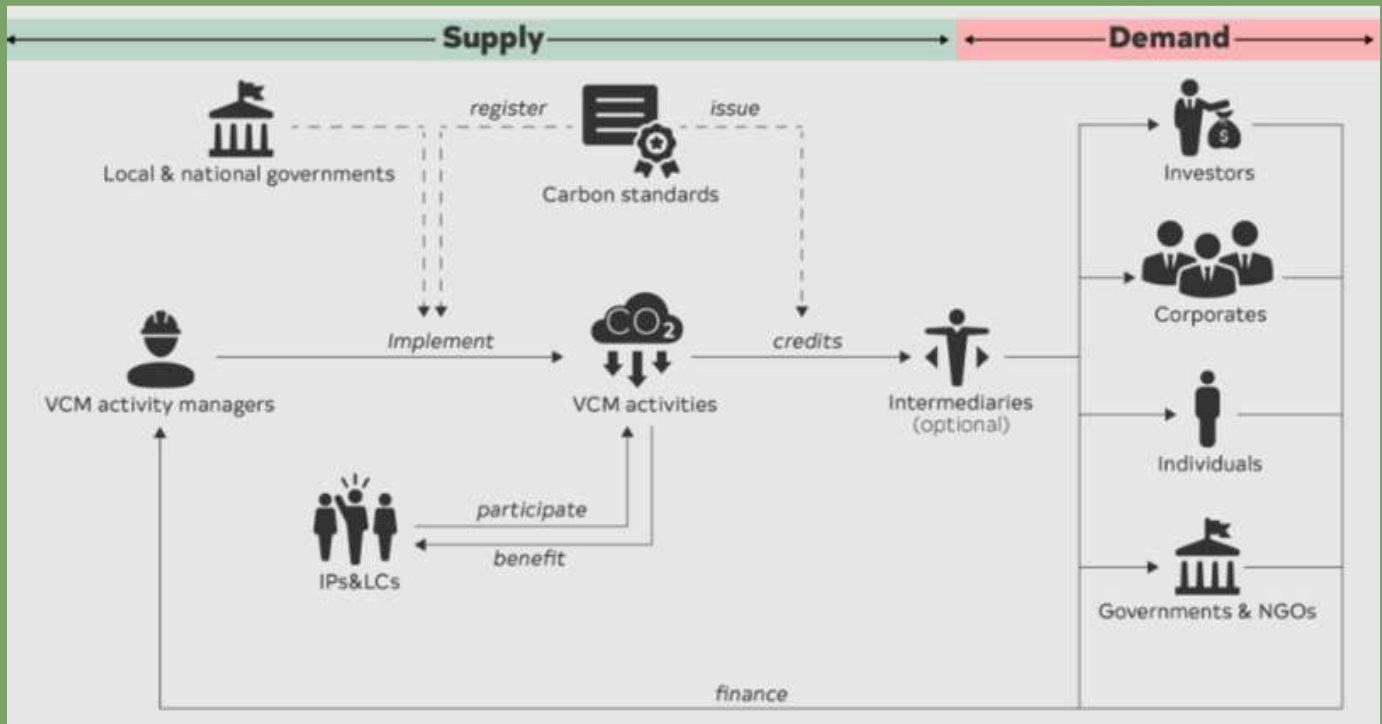 Supply
Demand
register
issue
Local & national governments
Carbon standards
Investors
$
Corporates
Implement
CO2
credits
VCM activity managers
VCM activities
Intermediaries
(optional)
Individuals
participate
benefit
IPs&LCs
Governments & NGOs
finance